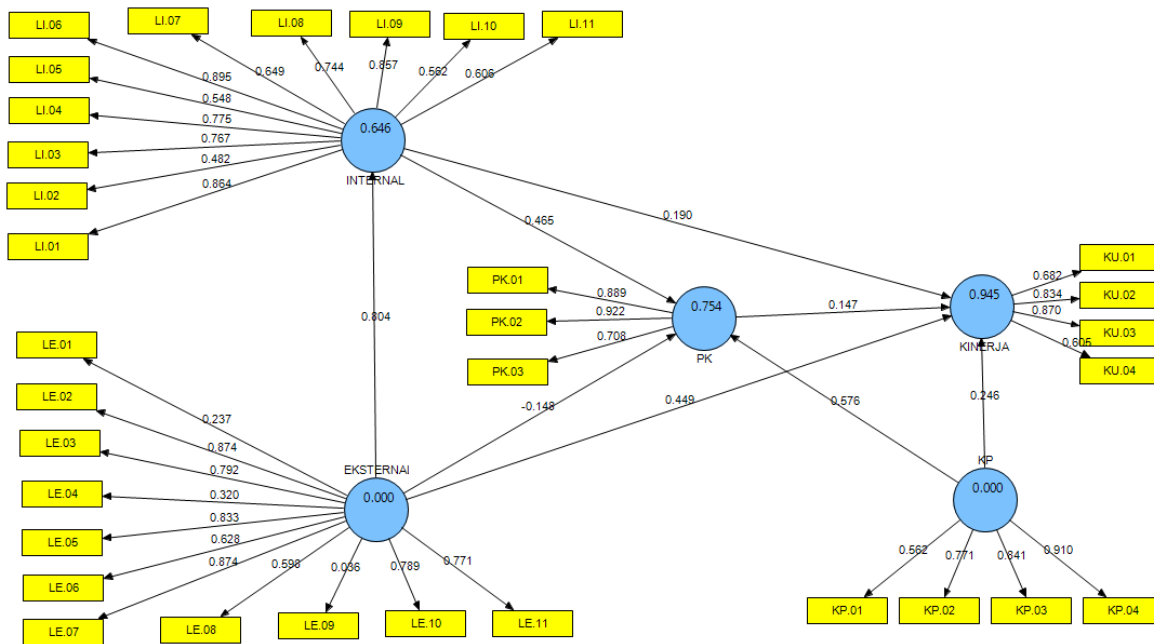 LI.06
LI.07
LI.08
LI.09
LI.10
LI.11
LI.05
LI.04
LI.03
LI.02
LI.01
0.895
0.649
0.744
0.857
0.562
0.606
0.548
0.775
0.767
0.482
0.864
0.646
INTERNAL
0.465
0.190
0.804
PK.01
PK.02
PK.03
0.889
0.922
0.708
0.754
PK
0.147
0.945
KINERJA
0.682
0.834
0.870
0.605
KU.01
KU.02
KU.03
KU.04
-0.148
0.449
0.576
0.246
LE.01
LE.02
LE.03
LE.04
LE.05
LE.06
LE.07
LE.08
LE.09
LE.10
LE.11
0.237
0.874
0.792
0.320
0.833
0.628
0.874
0.598
0.036
0.789
0.771
EKSTERNAl
0.000
KP
0.000
0.562
0.771
0.841
0.910
KP.01
KP.02
KP.03
KP.04